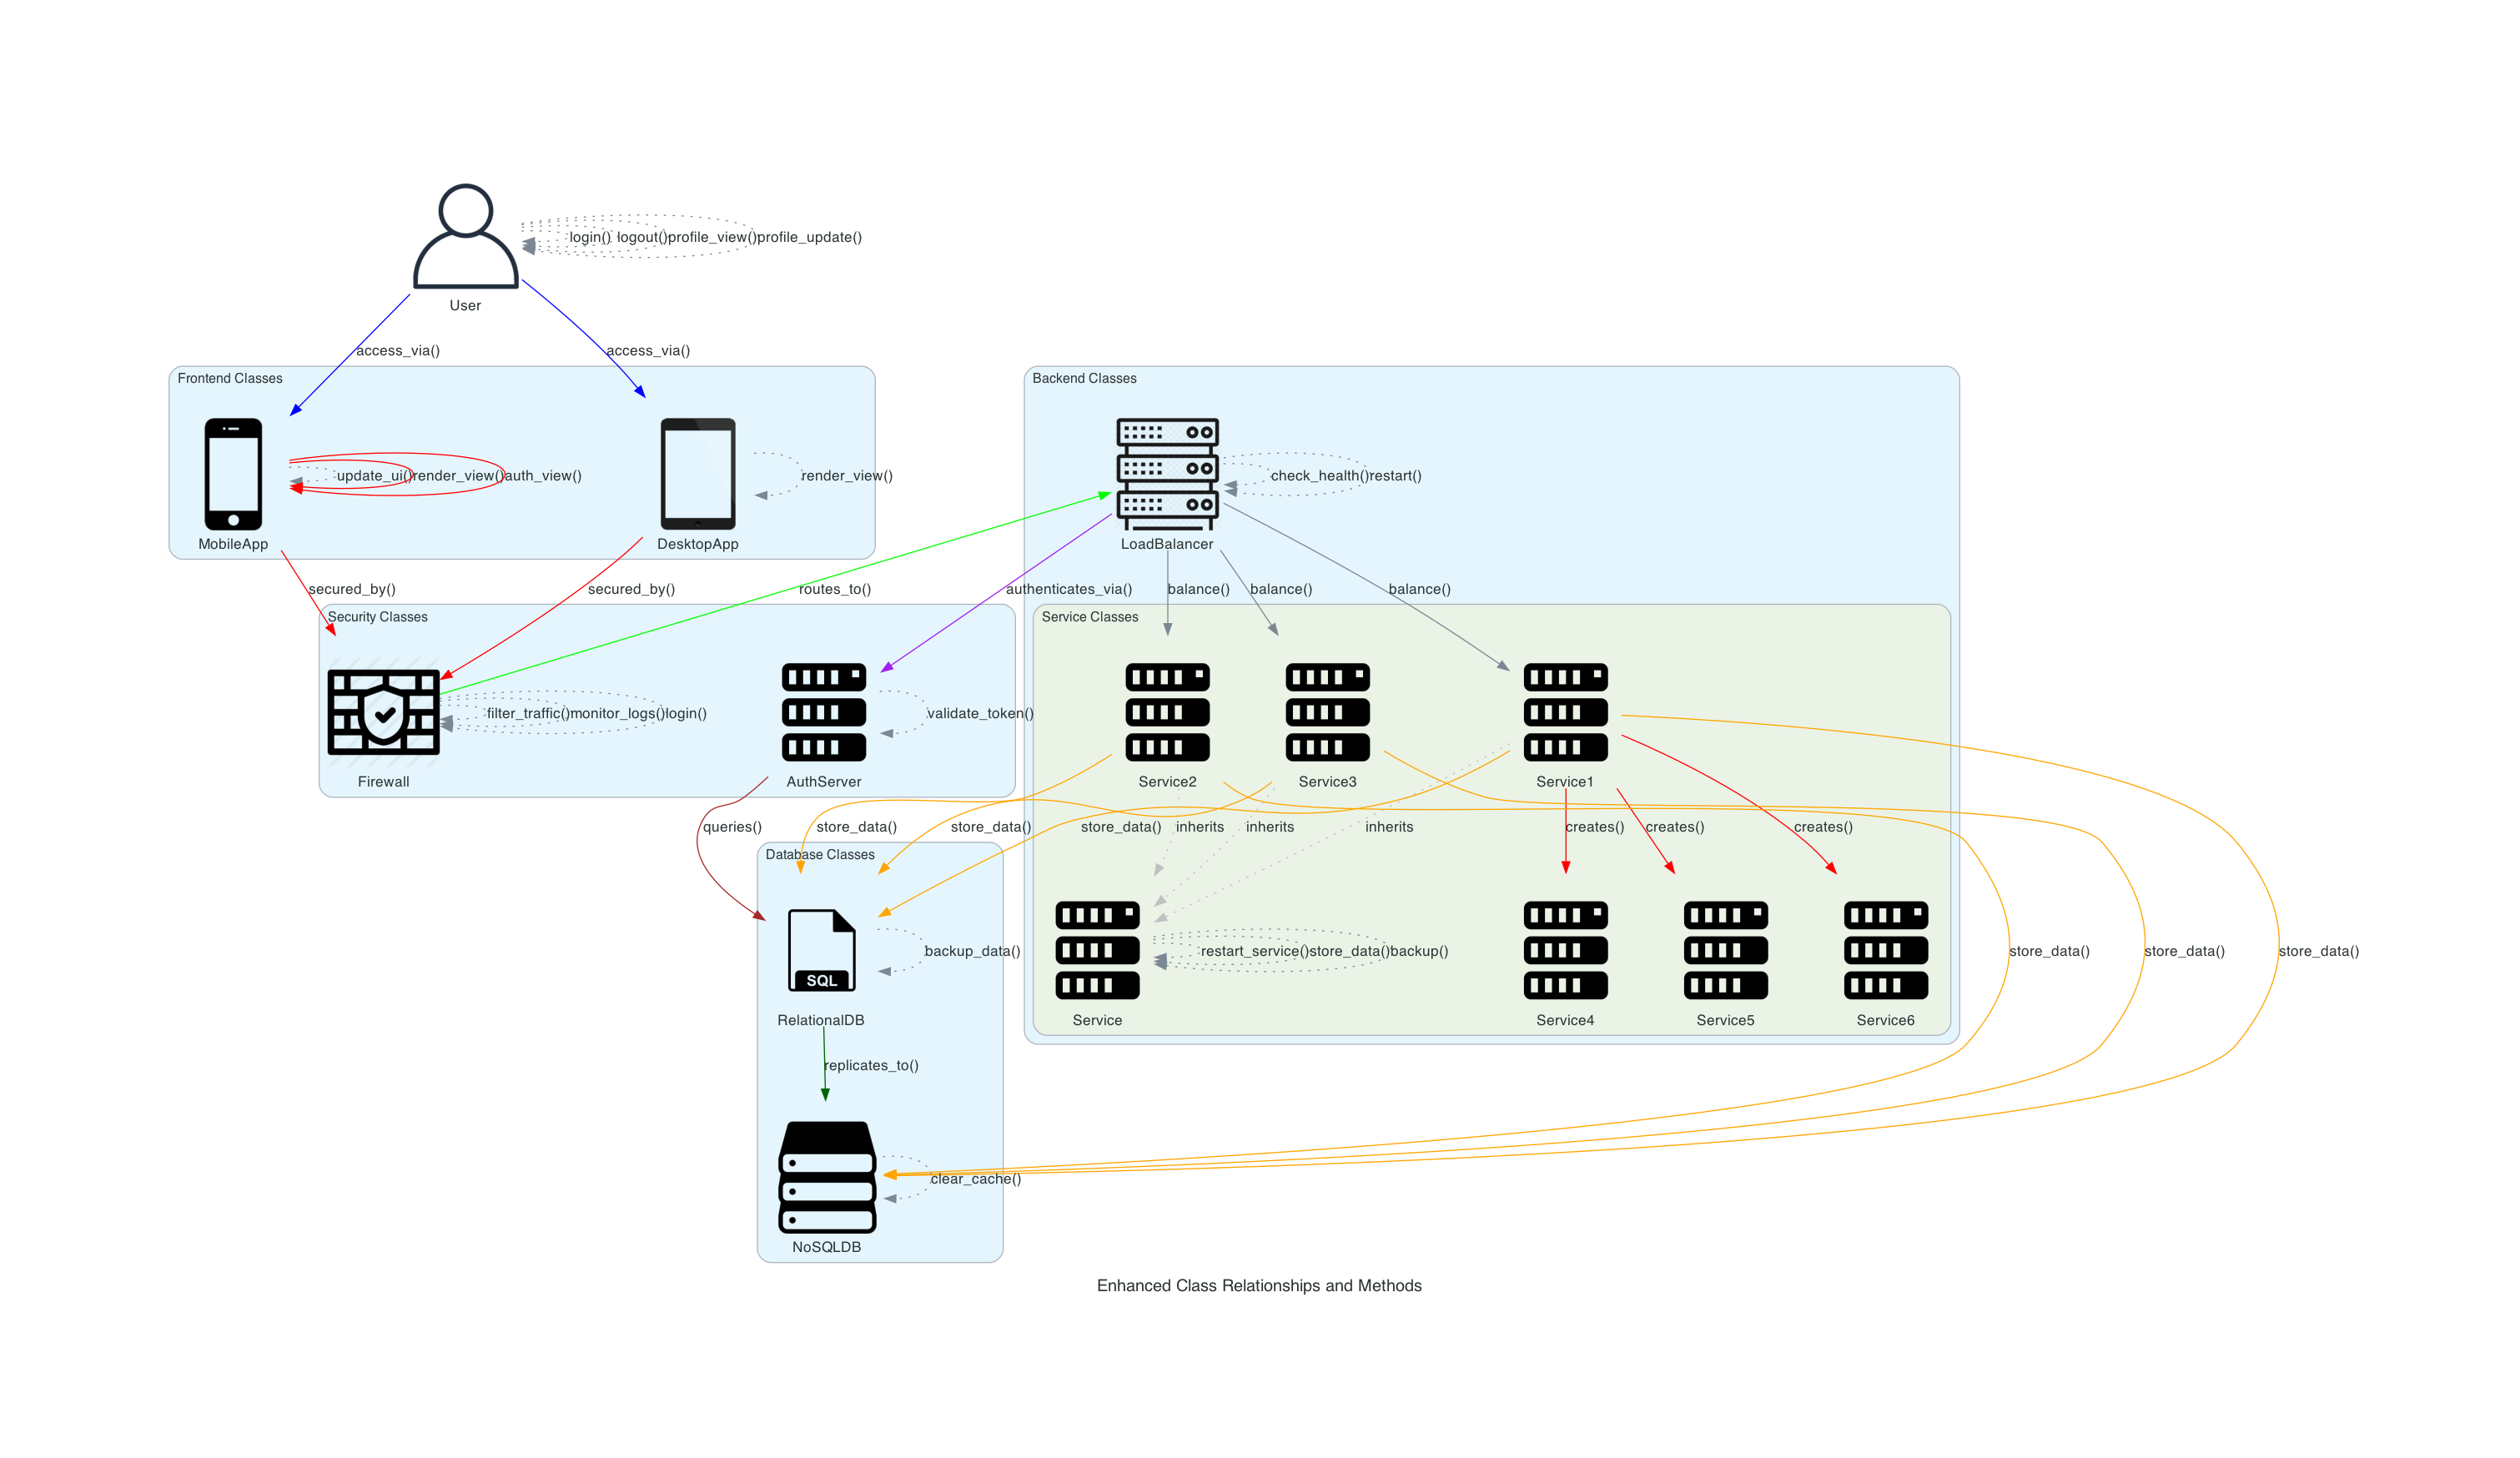 login() logout()profile_view()profile_update()
User
access_via() access_via()
Frontend Classes
Backend Classes
update_ui()render_view()auth_view()
render_view()
check_health()restart()
MobileApp
DesktopApp
LoadBalancer
secured_by()
secured_by()
routes_to()
authenticates_via()
balance()
balance()
balance()
Security Classes
Service Classes
filter_traffic()monitor_logs()login()
validate_token()
Firewall
AuthServer
Service2
Service3
Service1
queries()
store_data()
store_data()
store_data()
inherits
inherits
inherits
creates()
creates()
creates()
Database Classes
SQL
backup_data()
restart_service()store_data()backup()
store_data()
store_data()
store_data()
RelationalDB
Service
Service4
Service5
Service6
replicates_to()
clear_cache()
NoSQLDB
Enhanced Class Relationships and Methods